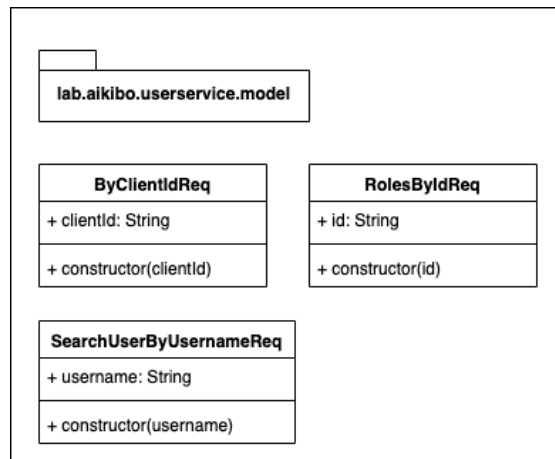 lab.aikibo.userservice.model
ByClientIdReq
+ clientId: String
+ constructor(clientId)
RolesByIdReq
+ id: String
+ constructor(id)
SearchUserByUsernameReq
+ username: String
+ constructor(username)